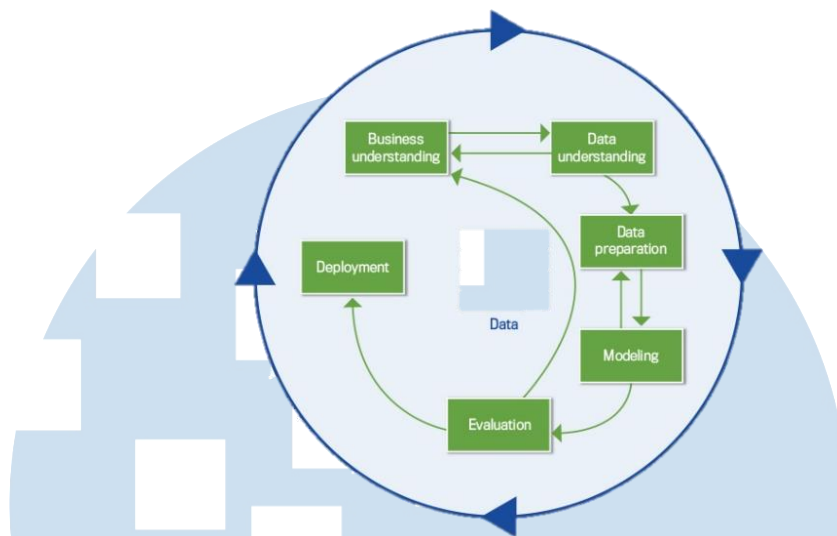 Business
understanding
Data
understanding
Data
preparation
Deployment
Data
Modeling
Evaluation